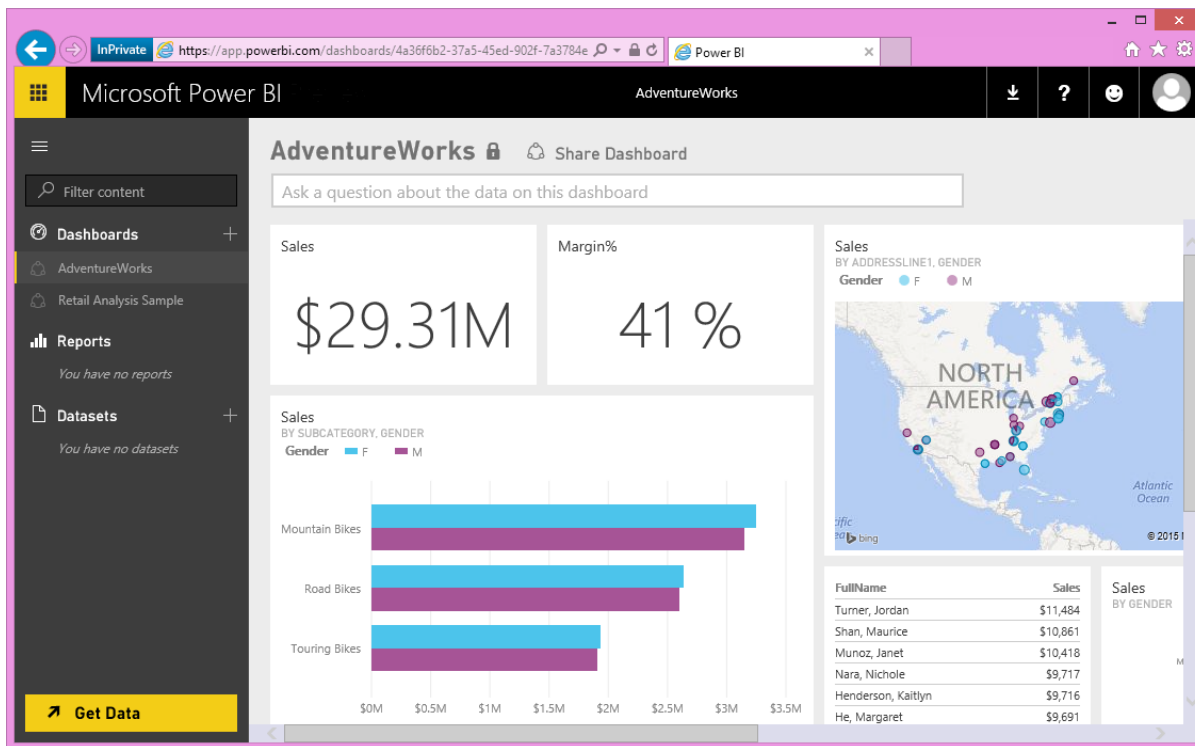 InPrivate https://app.powerbi.com/dashboards/4a36f6b2-37a5-45ed-902f-7a3784e Power BI
Microsoft Power BI AdventureWorks ?
AdventureWorks Share Dashboard
Filter content
Ask a question about the data on this dashboard
Dashboards
AdventureWorks
Retail Analysis Sample
Reports
You have no reports
Datasets
You have no datasets
Get Data
Sales
$29.31M
Margin%
41 %
Sales
BY ADDRESSLINE1, GENDER
Gender F M
NORTH
AMERICA
Atlantic
Ocean
bing
© 2015
Sales
BY SUBCATEGORY, GENDER
Gender F M
Mountain Bikes
Road Bikes
Touring Bikes
$0M $0.5M $1M $1.5M $2M $2.5M $3M $3.5M
FullName Sales
Turner, Jordan $11,484
Shan, Maurice $10,861
Munoz, Janet $10,418
Nara, Nichole $9,717
Henderson, Kaitlyn $9,716
He, Margaret $9,691
Sales
BY GENDER
M